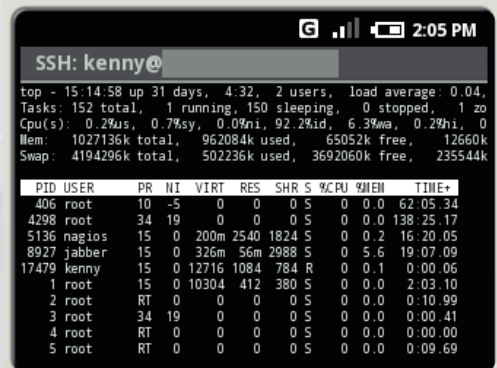 G 2:05 PM
SSH: kenny@
top - 15:14:58 up 31 days, 4:32, 2 users, load average: 0.04,
Tasks: 152 total, 1 running, 150 sleeping, 0 stopped, 1 zo
Cpu(s): 0.2%us, 0.7%sy, 0.0%ni, 92.2%id, 6.3%wa, 0.2%hi, 0
Mem: 1027136k total, 962084k used, 65052k free, 12660k
Swap: 4194296k total, 502236k used, 3692060k free, 235544k
PID USER PR NI VIRT RES SHR S %CPU %MEM TIME+
406 root 10 -5 0 0 0 S 0 0.0 62:05.34
4298 root 34 19 0 0 0 S 0 0.0 138:25.17
5136 nagios 15 0 200m 2540 1824 S 0 0.2 16:20.05
8927 jabber 15 0 326m 56m 2988 S 0 5.6 19:07.09
17479 kenny 15 0 12716 1084 784 R 0 0.1 0:00.06
1 root 15 0 10304 412 380 S 0 0.0 2:03.10
2 root RT 0 0 0 0 S 0 0.0 0:10.99
3 root 34 19 0 0 0 S 0 0.0 0:00.41
4 root RT 0 0 0 0 S 0 0.0 0:00.00
5 root RT 0 0 0 0 S 0 0.0 0:09.69